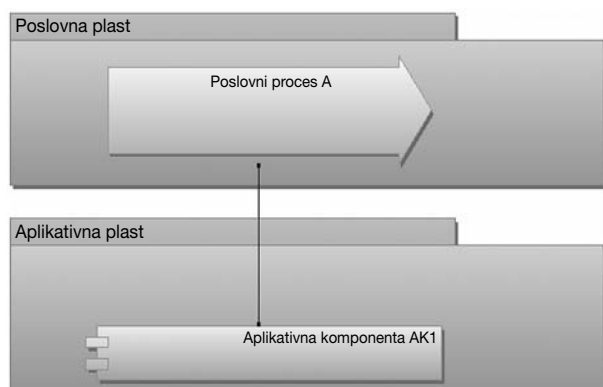 Poslovna plast
Poslovni proces A
Aplikativna plast
Aplikativna komponenta AK1